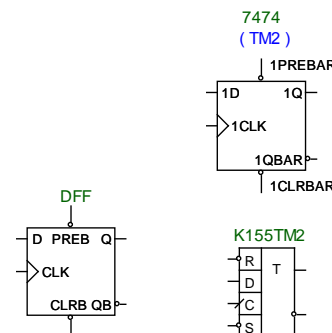 7474
( TM2 )
1PREBAR
1D 1Q
1CLK
1QBAR
1CLRBAR
DFF
D PREB Q
CLK
CLRB QB
K155TM2
R
T
D
C
S